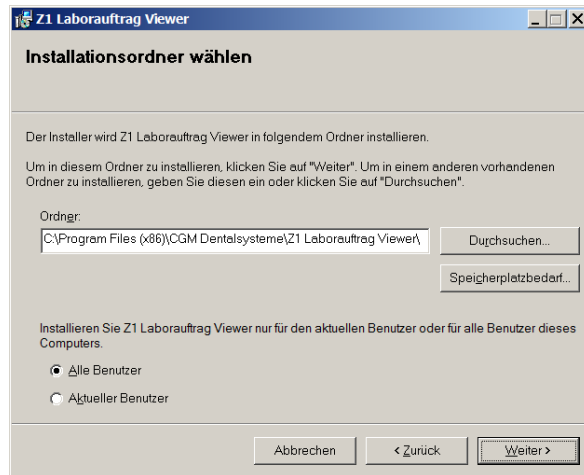 Z1 Laborauftrag Viewer
Installationsordner wählen
Der Installer wird Z1 Laborauftrag Viewer in folgendem Ordner installieren.
Um in diesem Ordner zu installieren, klicken Sie auf "Weiter". Um in einem anderen vorhandenen
Ordner zu installieren, geben Sie diesen ein oder klicken Sie auf "Durchsuchen".
Ordner:
C:\Program Files (x86)\CGM Dentalsysteme\Z1 Laborauftrag Viewer\
Durchsuchen...
Speicherplatzbedarf...
Installieren Sie Z1 Laborauftrag Viewer nur für den aktuellen Benutzer oder für alle Benutzer dieses
Computers.
Alle Benutzer
Aktueller Benutzer
Abbrechen
< Zurück
Weiter >